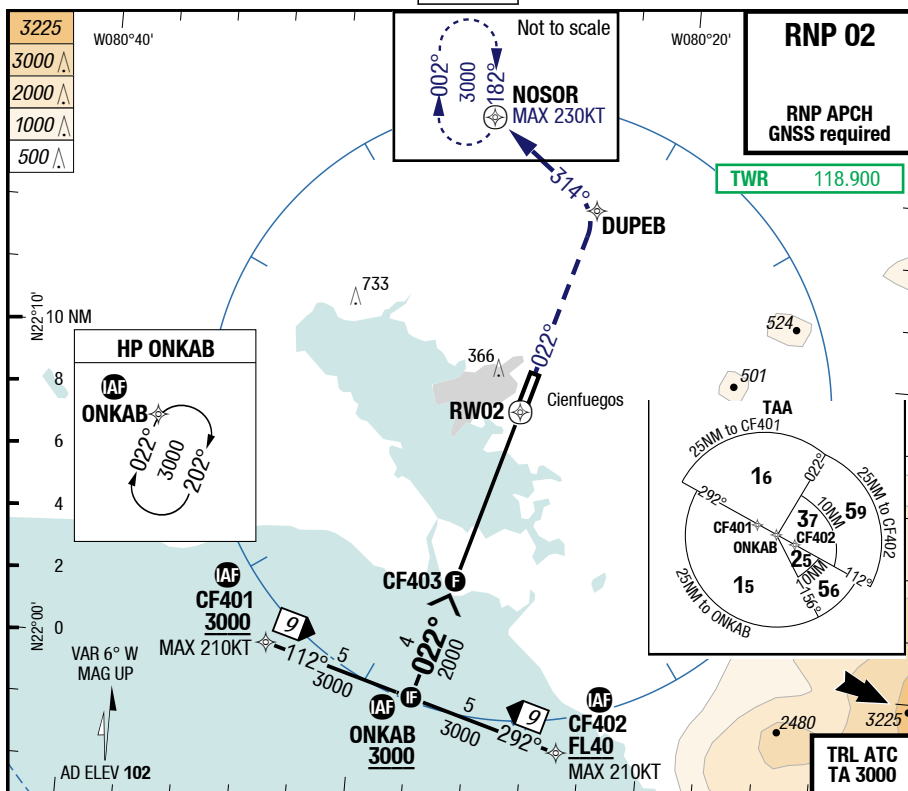 3225
3000
2000
1000
500
W080°40'
Not to scale
002°
3000
182°
NOSOR
MAX 230KT
W080°20'
RNP 02
RNP APCH
GNSS required
TWR 118.900
314°
DUPEB
733
N22°10'
10 NM
8
6
4
2
0
N22°00'
HP ONKAB
IAF
ONKAB
022°
3000
202°
366
022°
RW02
Cienfuegos
524
501
TAA
25NM to CF401
16
022°
25NM to CF402
292°
10NM
37
59
CF401
CF402
ONKAB
25
112°
10NM
15
56
156°
25NM to ONKAB
CF403
F
IAF
CF401
3000
MAX 210KT
6
112°
5
3000
4
022°
2000
IF
IAF
ONKAB
3000
5
3000
6
292°
IAF
CF402
FL40
MAX 210KT
VAR 6° W
MAG UP
AD ELEV 102
2480
3225
TRL ATC
TA 3000